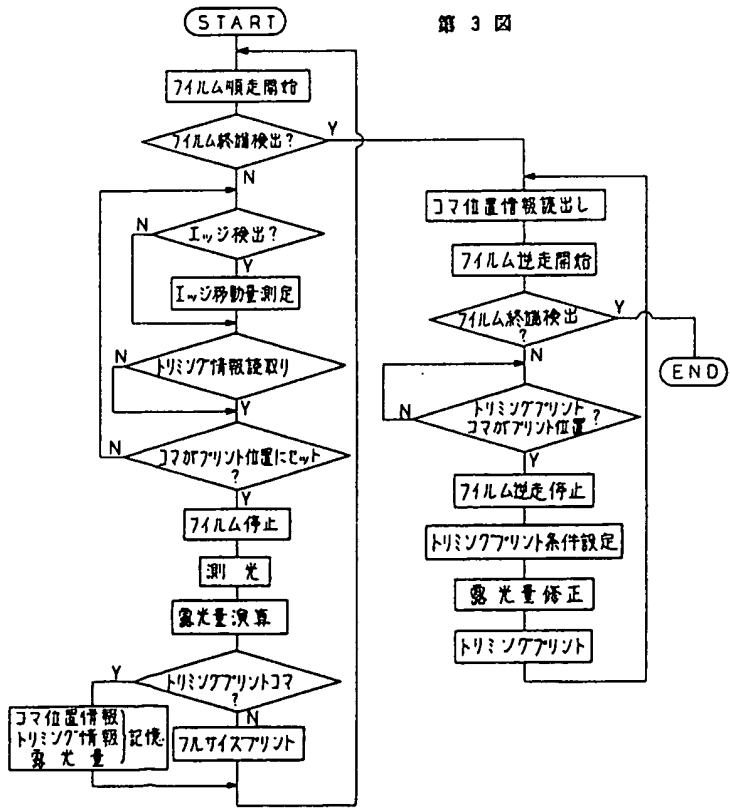 第3図
START
フイルム順走開始
フイルム終端検出?
Y
N
エッジ検出?
N
Y
エッジ移動量測定
トリミング情報読取り
N
Y
コマがプリント位置にセット
?
N
Y
フイルム停止
測光
露光量演算
トリミングプリントコマ
?
Y
N
コマ位置情報
トリミング情報
露光量
記憶
フルサイズプリント
コマ位置情報読出し
フイルム逆走開始
フイルム終端検出
?
Y
N
END
トリミングプリント
コマがプリント位置?
N
Y
フイルム逆走停止
トリミングプリント条件設定
露光量修正
トリミングプリント